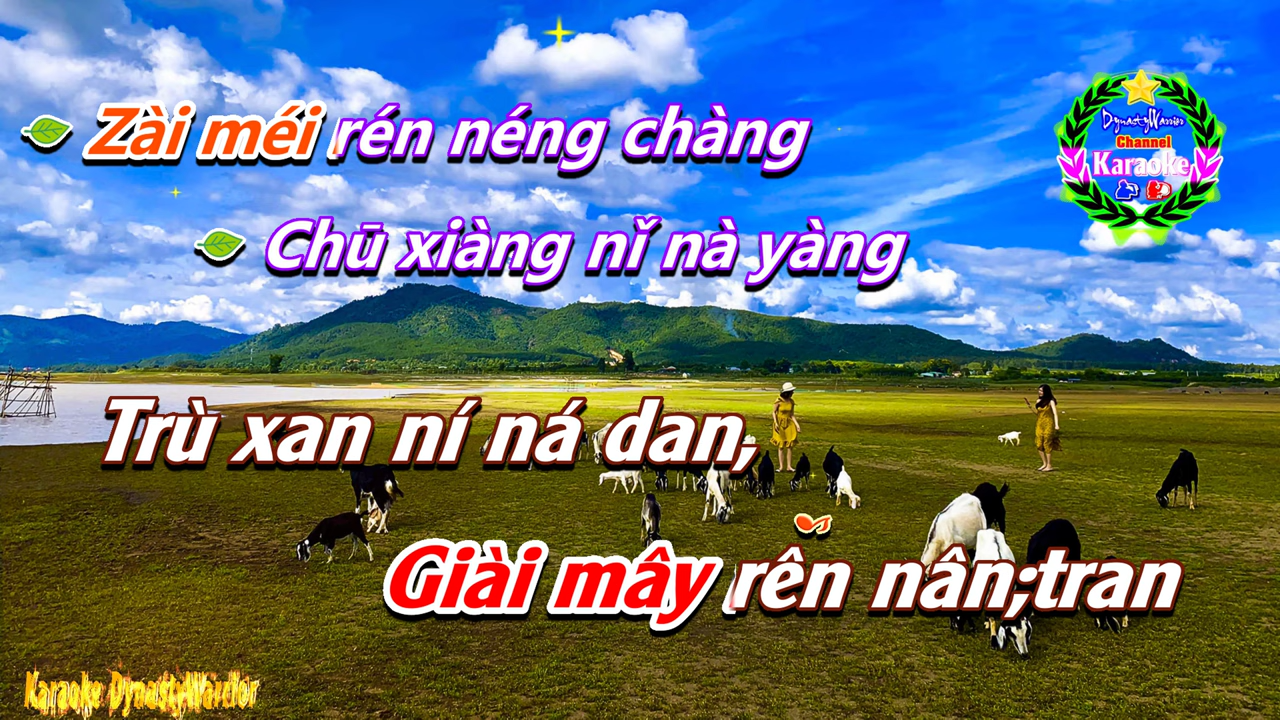 Zài méi rén néng chàng
Chū xiàng nǐ nà yàng
Trù xan ní ná dan,
Giài mây rển nân;tran
DynastyWarrior
Channel
Karaoke
Karaoke DynastyWarrior